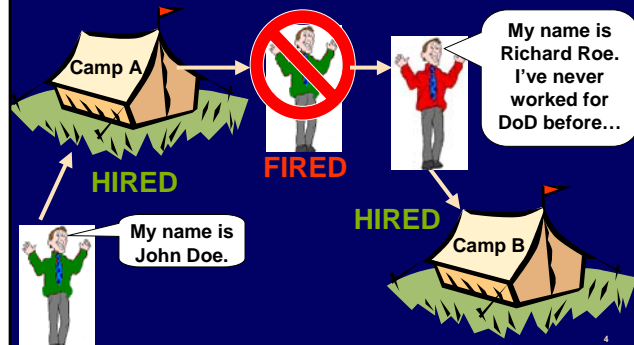 Camp A
My name is
Richard Roe.
I've never
worked for
DoD before…
FIRED
HIRED
HIRED
My name is
John Doe.
Camp B
4